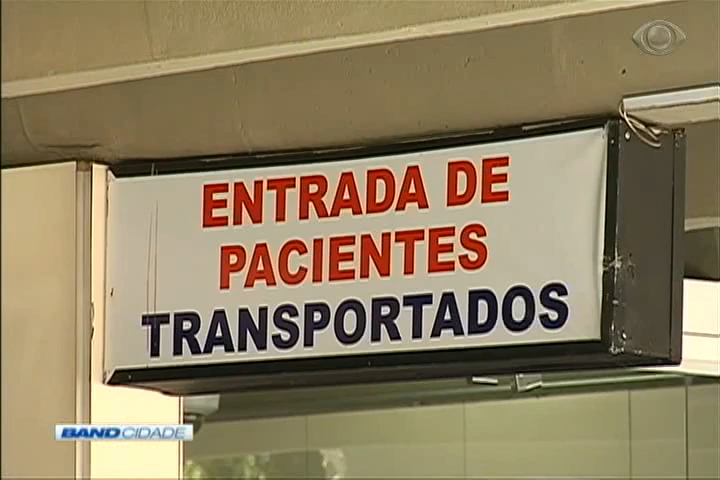 ENTRADA DE
PACIENTES
TRANSPORTADOS
BAND CIDADE